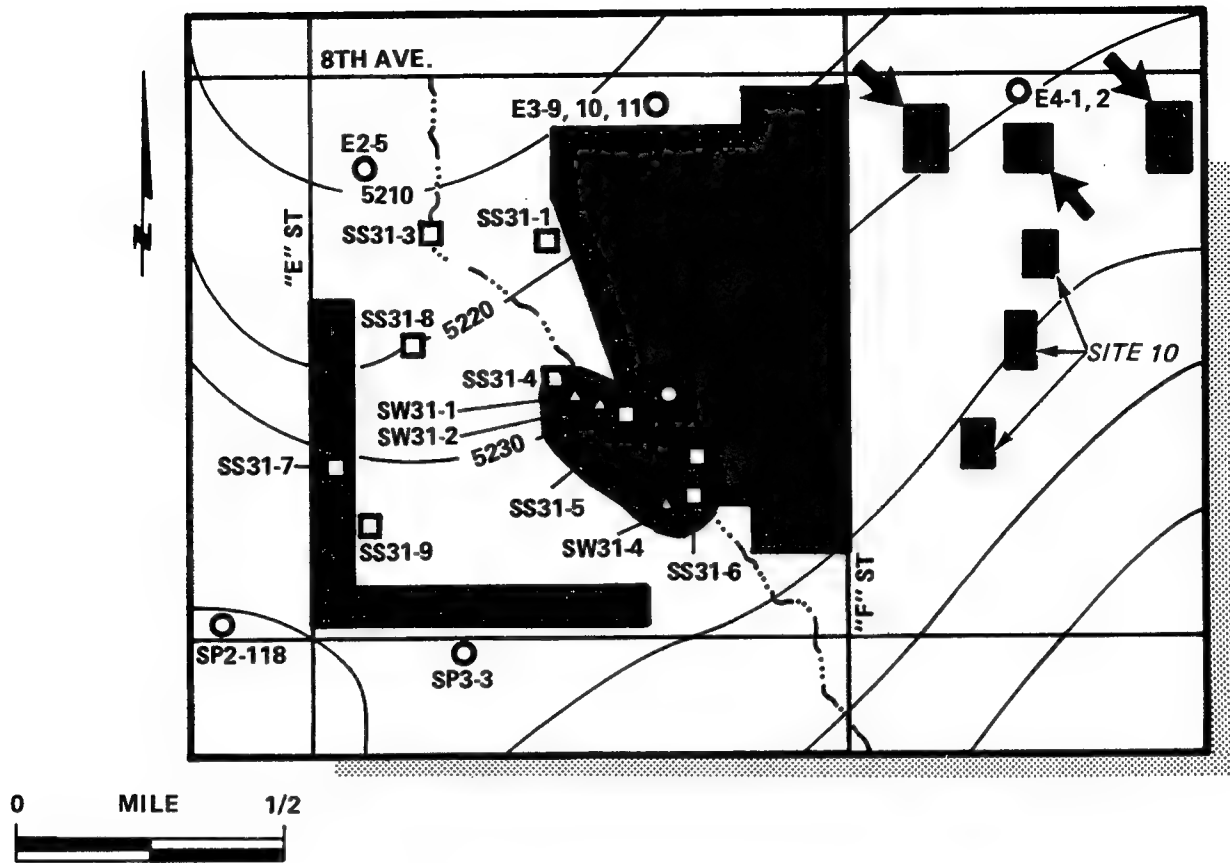 8TH AVE.
E3-9, 10, 11
E4-1, 2
E2-5
5210
SS31-1
SS31-3
"E" ST
N
SS31-8
5220
SITE 10
SS31-4
SW31-1
SW31-2
5230
SS31-7
SS31-5
SS31-9
SW31-4
SS31-6
"F" ST
SP2-118
SP3-3
0 MILE 1/2